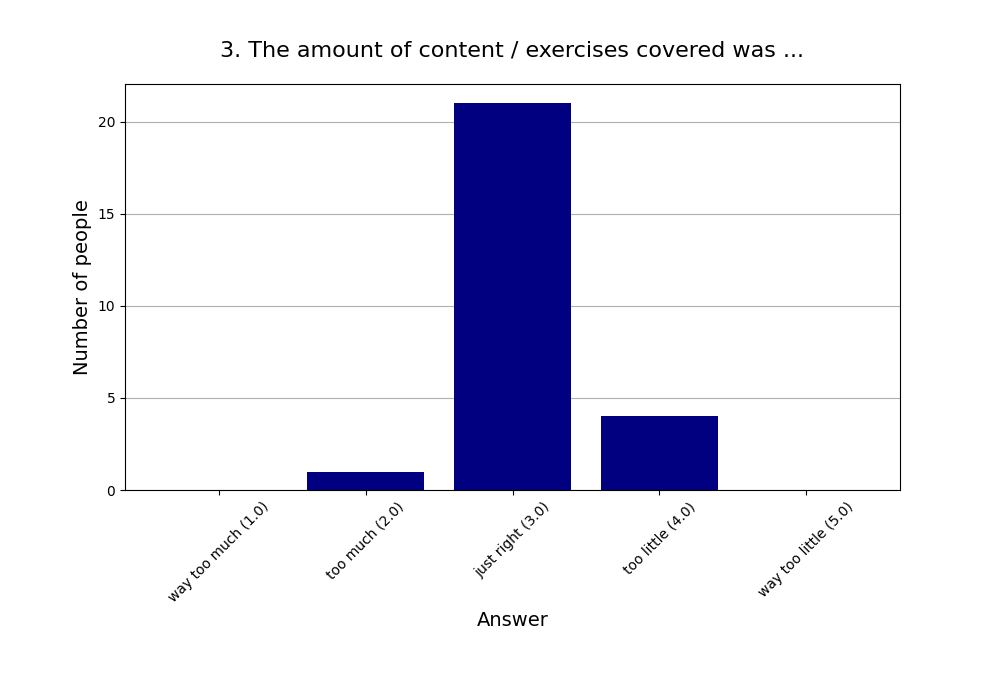 3. The amount of content / exercises covered was ...
Number of people
20
15
10
5
0
way too much (1.0)
too much (2.0)
just right (3.0)
too little (4.0)
way too little (5.0)
Answer